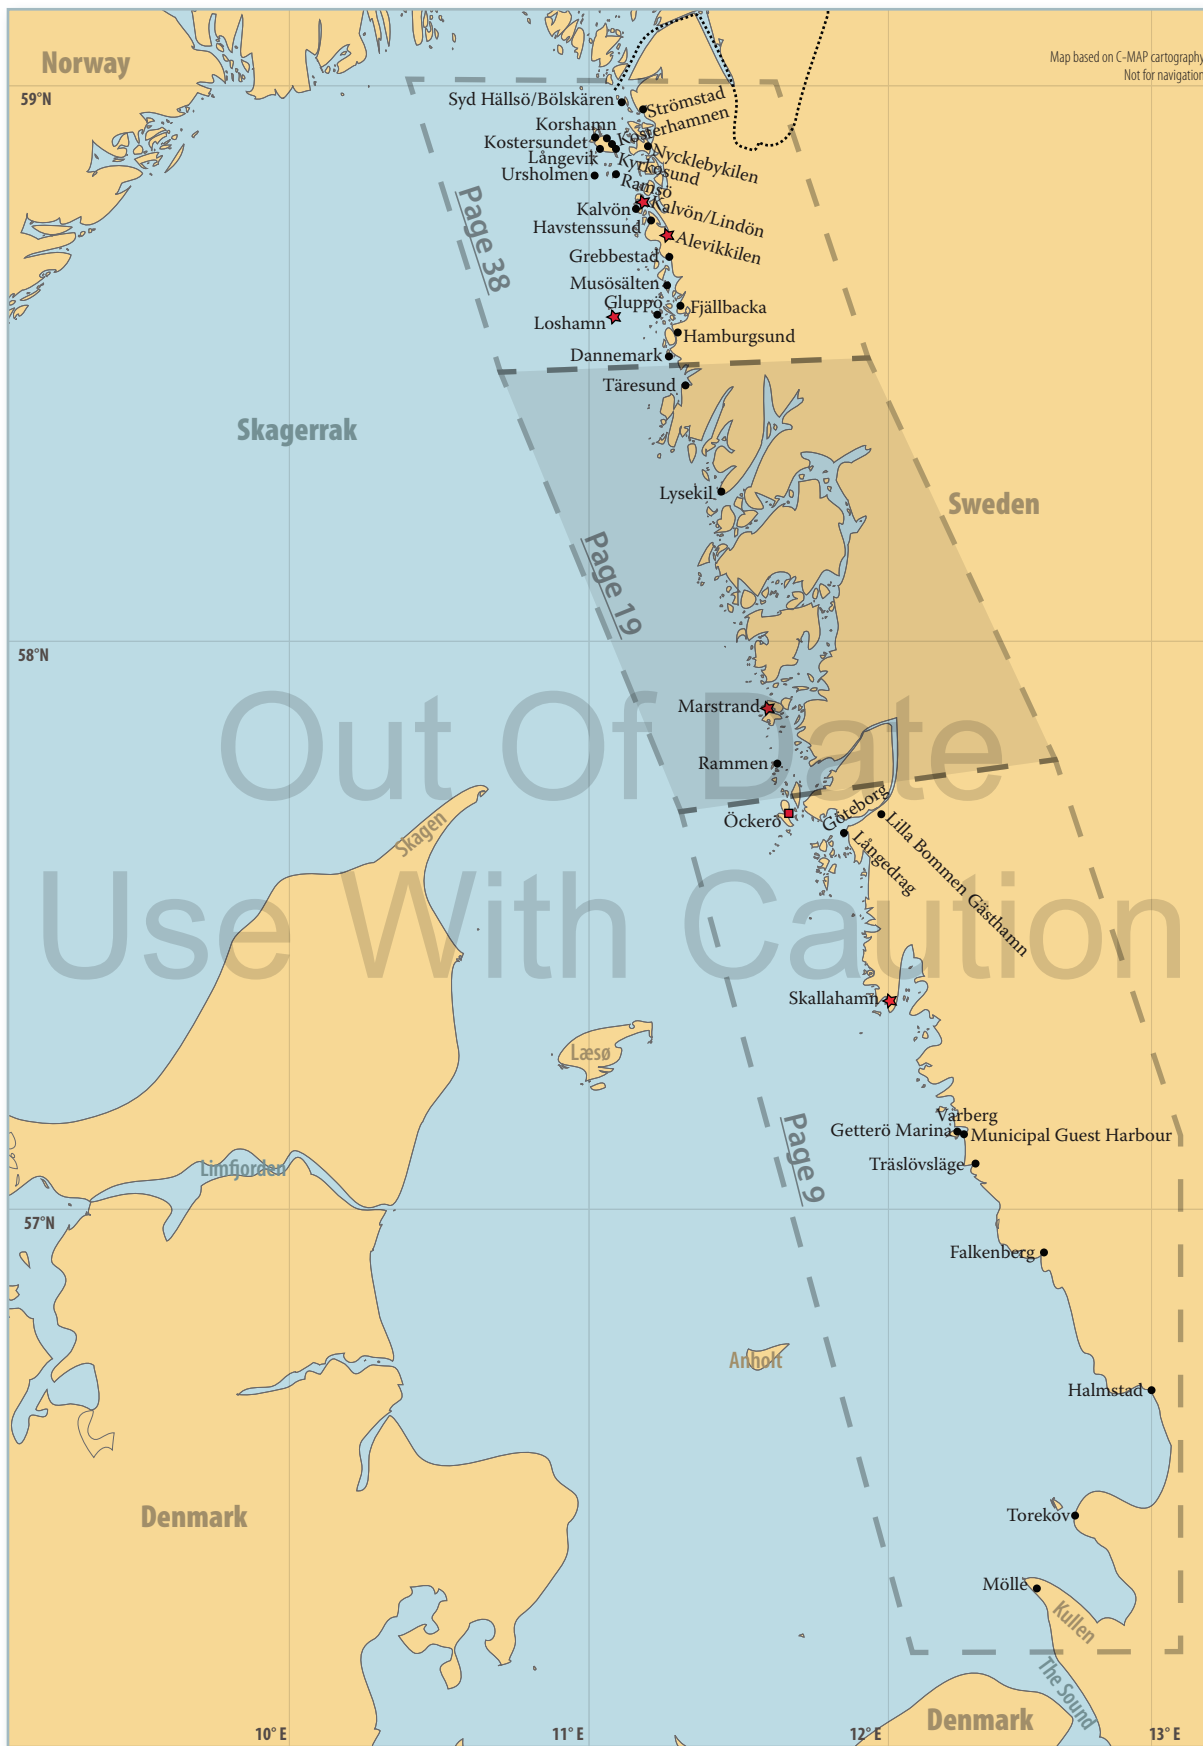 Norway
Map based on C-MAP cartography
Not for navigation
59°N
Syd Hällsö/Bölskären
Strömstad
Korshamn
Kosterhamnen
Kostersundet
Nycklebykilen
Långevik
Kyrkosund
Ursholmen
Ramsö
Page 38
Kalvön
Kalvön/Lindön
Havstenssund
Alevikkilen
Grebbestad
Musösälten
Gluppö
Fjällbacka
Loshamn
Hamburgsund
Dannemark
Täresund
Skagerrak
Lysekil
Sweden
Page 19
58°N
Marstrand
Out Of Date
Rammen
Öckerö
Göteborg
Skagen
Långedrag
Lilla Bommen Gästhamn
Use With Caution
Skallahamn
Læsø
Varberg
Getterö Marina
Municipal Guest Harbour
Page 9
Träslövsläge
Limfjorden
57°N
Falkenberg
Anholt
Halmstad
Denmark
Torekov
Mölle
Kullen
The Sound
Denmark
10° E
11° E
12° E
13° E